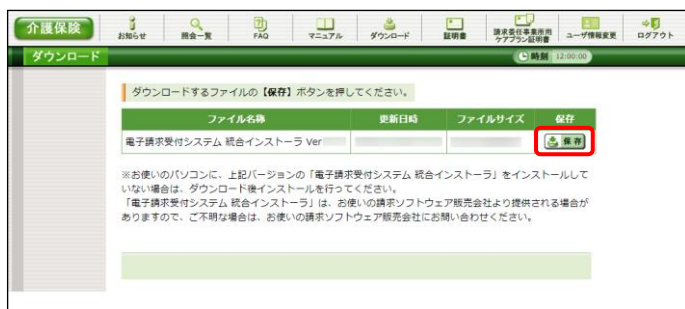 介護保険
お知らせ 照会一覧 FAQ マニュアル ダウンロード 証明書 請求委任事業所用 ケアプラン証明書 ユーザ情報変更 ログアウト
ダウンロード 時刻 12:00:00
ダウンロードするファイルの【保存】ボタンを押してください。
ファイル名称 更新日時 ファイルサイズ 保存
電子請求受付システム 統合インストーラ Ver 保存
※お使いのパソコンに、上記バージョンの「電子請求受付システム 統合インストーラ」をインストールして
いない場合は、ダウンロード後インストールを行ってください。
「電子請求受付システム 統合インストーラ」は、お使いの請求ソフトウェア販売会社より提供される場合が
ありますので、ご不明な場合は、お使いの請求ソフトウェア販売会社にお問い合わせください。